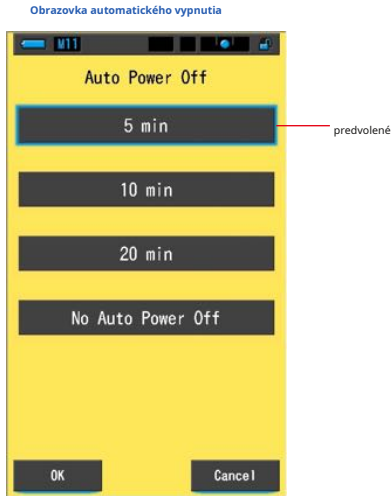 Obrazovka automatického vypnutia
M11
Auto Power Off
5 min
predvolené
10 min
20 min
No Auto Power Off
OK
Cancel